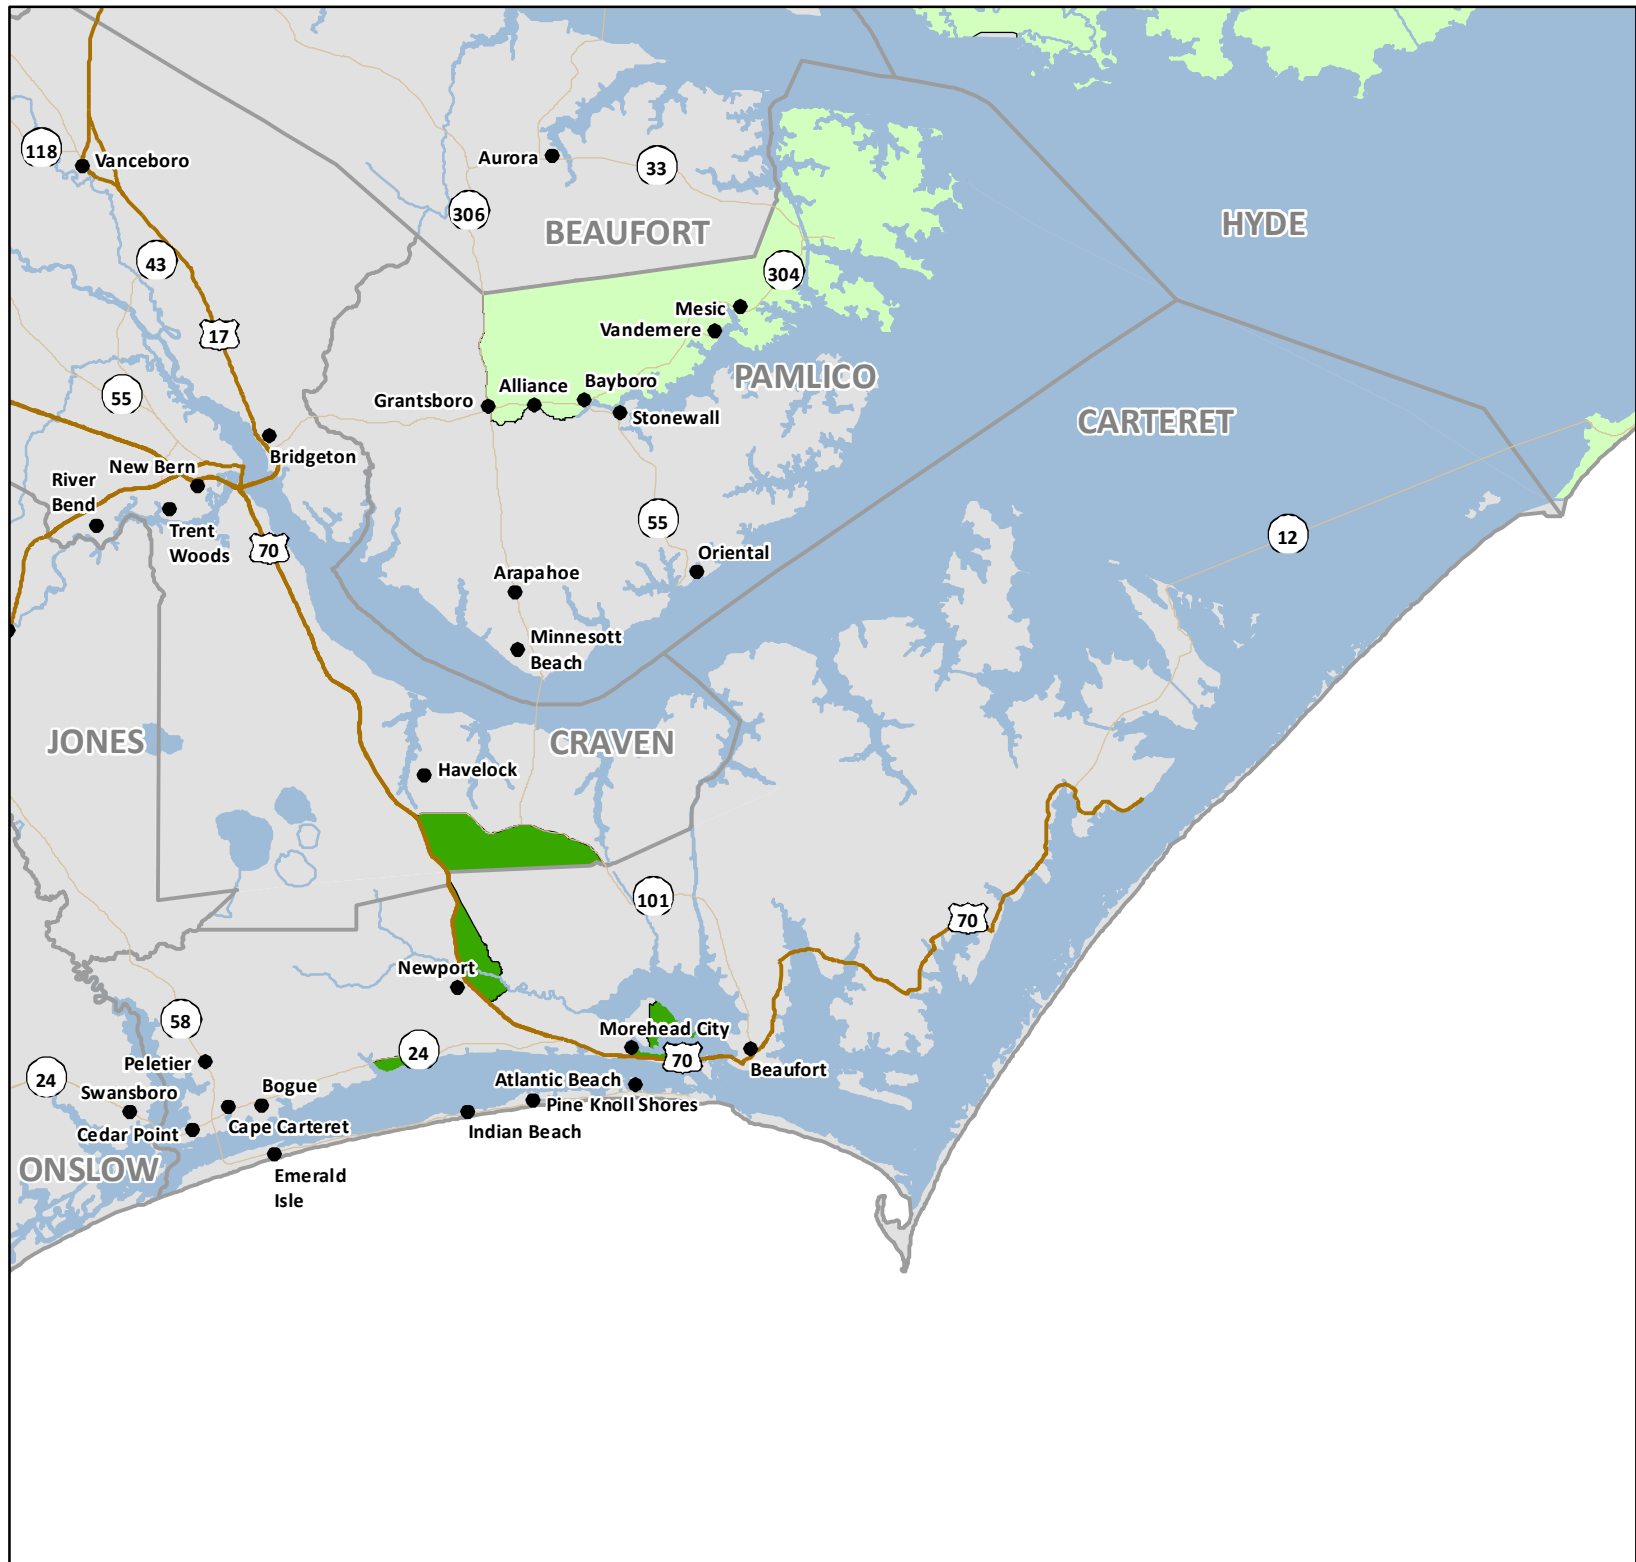 118
Vanceboro
Aurora
33
306
BEAUFORT
HYDE
43
304
Mesic
17
Vandemere
PAMLICO
Alliance
Bayboro
55
Grantsboro
Stonewall
CARTERET
Bridgeton
New Bern
River
Bend
Trent
Woods
55
12
70
Oriental
Arapahoe
Minnesott
Beach
JONES
CRAVEN
Havelock
101
70
Newport
58
Morehead City
24
70
Peletier
Beaufort
24
Atlantic Beach
Swansboro
Bogue
Pine Knoll Shores
Cape Carteret
Cedar Point
Indian Beach
ONSLOW
Emerald
Isle